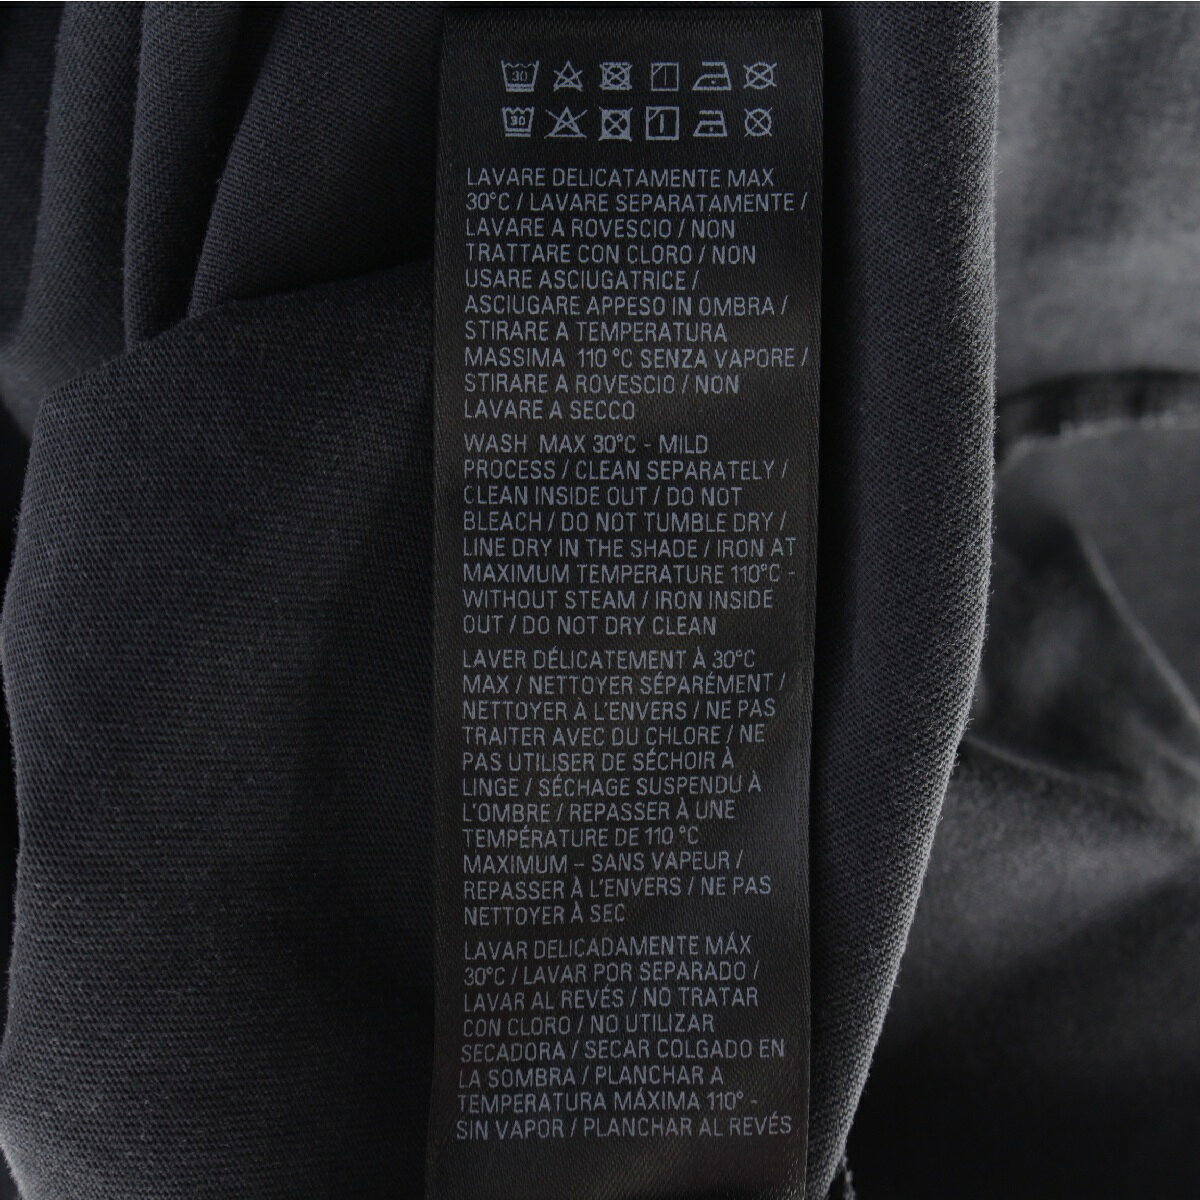 30
30
LAVARE DELICATAMENTE MAX
30°C / LAVARE SEPARATAMENTE /
LAVARE A ROVESCIO / NON
TRATTARE CON CLORO / NON
USARE ASCIUGATRICE /
ASCIUGARE APPESO IN OMBRA /
STIRARE A TEMPERATURA
MASSIMA 110 °C SENZA VAPORE /
STIRARE A ROVESCIO / NON
LAVARE A SECCO
WASH MAX 30°C - MILD
PROCESS / CLEAN SEPARATELY /
CLEAN INSIDE OUT / DO NOT
BLEACH / DO NOT TUMBLE DRY /
LINE DRY IN THE SHADE / IRON AT
MAXIMUM TEMPERATURE 110°C -
WITHOUT STEAM / IRON INSIDE
OUT / DO NOT DRY CLEAN
LAVER DÉLICATEMENT À 30°C
MAX / NETTOYER SÉPARÉMENT /
NETTOYER À L'ENVERS / NE PAS
TRAITER AVEC DU CHLORE / NE
PAS UTILISER DE SÉCHOIR À
LINGE / SÉCHAGE SUSPENDU À
L'OMBRE / REPASSER À UNE
TEMPÉRATURE DE 110 °C
MAXIMUM – SANS VAPEUR /
REPASSER À L'ENVERS / NE PAS
NETTOYER À SEC
LAVAR DELICADAMENTE MÁX
30°C / LAVAR POR SEPARADO /
LAVAR AL REVÉS / NO TRATAR
CON CLORO / NO UTILIZAR
SECADORA / SECAR COLGADO EN
LA SOMBRA / PLANCHAR A
TEMPERATURA MÁXIMA 110° -
SIN VAPOR / PLANCHAR AL REVÉS